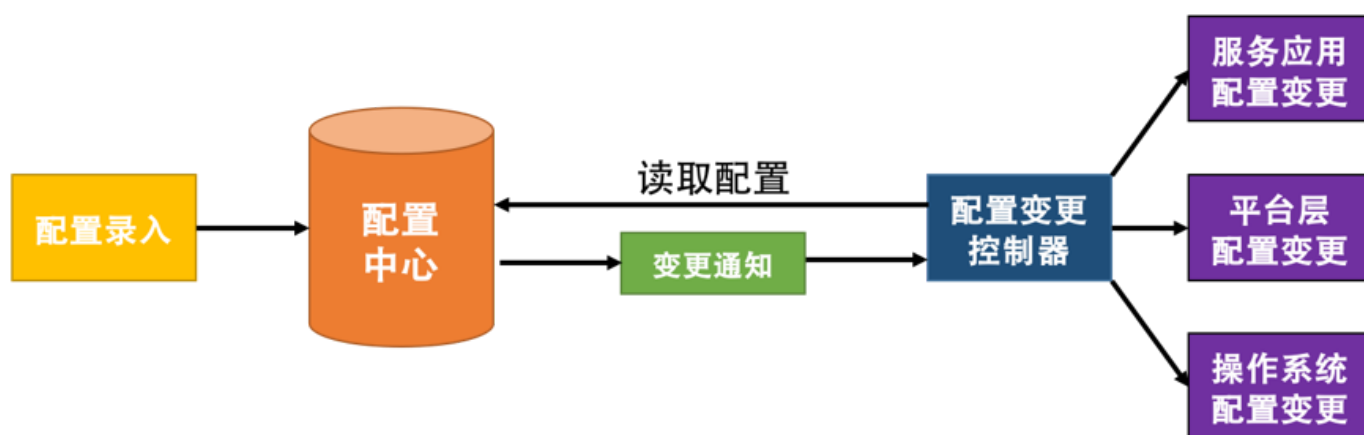 配置录入
配置
中心
读取配置
变更通知
配置变更
控制器
服务应用
配置变更
平台层
配置变更
操作系统
配置变更